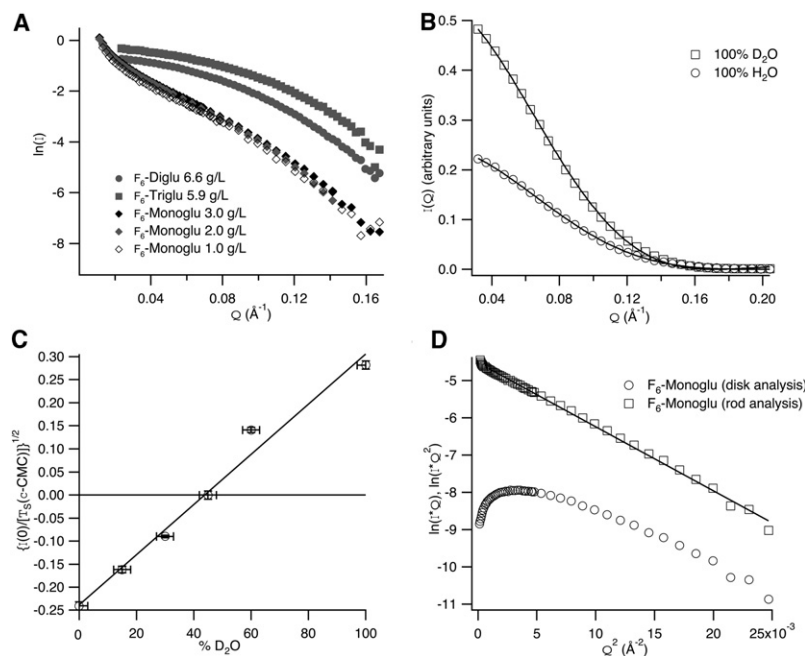 A
0
-2
-4
-6
-8
ln(I)
F₆-Diglu 6.6 g/L
F₆-Triglu 5.9 g/L
F₆-Monoglu 3.0 g/L
F₆-Monoglu 2.0 g/L
F₆-Monoglu 1.0 g/L
0.04 0.08 0.12 0.16
Q (Å⁻¹)
B
0.5
0.4
0.3
0.2
0.1
0.0
I(Q) (arbitrary units)
100% D₂O
100% H₂O
0.04 0.08 0.12 0.16 0.20
Q (Å⁻¹)
C
0.30
0.25
0.20
0.15
0.10
0.05
0.00
-0.05
-0.10
-0.15
-0.20
-0.25
{I(0)/[T_S(c-CMC)]}^1/2
0 20 40 60 80 100
% D₂O
D
-5
-6
-7
-8
-9
-10
-11
ln(I*Q), ln(I*Q²)
F₆-Monoglu (disk analysis)
F₆-Monoglu (rod analysis)
0 5 10 15 20 25x10⁻³
Q² (Å⁻²)